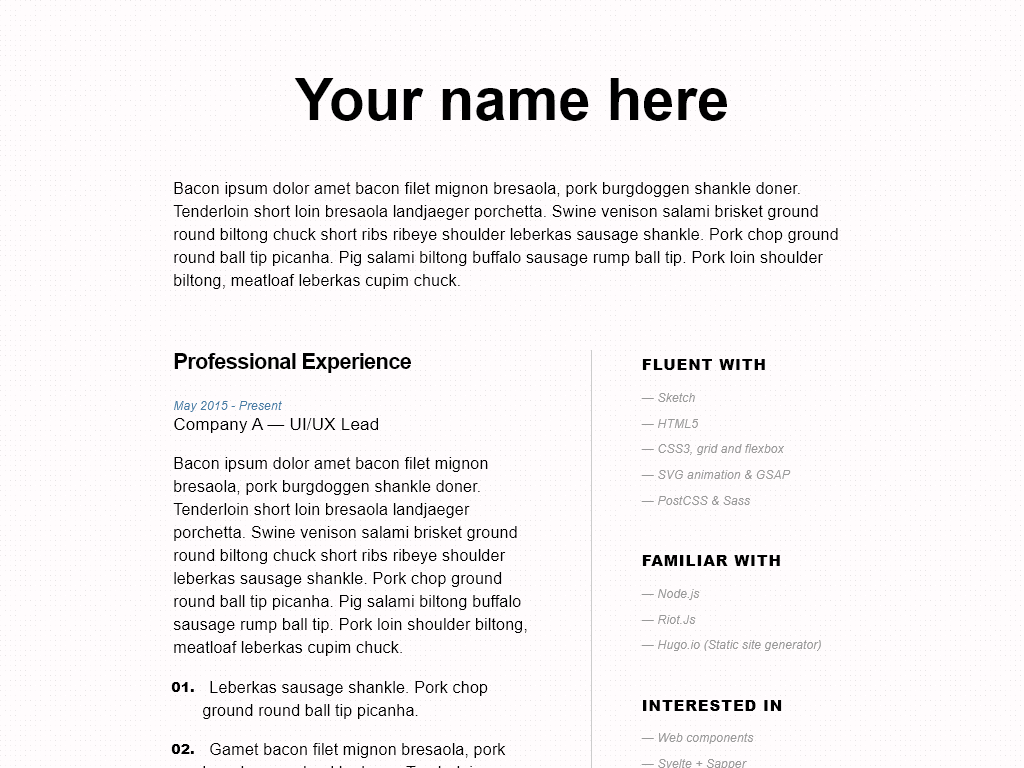 Your name here
Bacon ipsum dolor amet bacon filet mignon bresaola, pork burgdoggen shankle doner.
Tenderloin short loin bresaola landjaeger porchetta. Swine venison salami brisket ground
round biltong chuck short ribs ribeye shoulder leberkas sausage shankle. Pork chop ground
round ball tip picanha. Pig salami biltong buffalo sausage rump ball tip. Pork loin shoulder
biltong, meatloaf leberkas cupim chuck.
Professional Experience
May 2015 - Present
Company A — UI/UX Lead
Bacon ipsum dolor amet bacon filet mignon
bresaola, pork burgdoggen shankle doner.
Tenderloin short loin bresaola landjaeger
porchetta. Swine venison salami brisket ground
round biltong chuck short ribs ribeye shoulder
leberkas sausage shankle. Pork chop ground
round ball tip picanha. Pig salami biltong buffalo
sausage rump ball tip. Pork loin shoulder biltong,
meatloaf leberkas cupim chuck.
01. Leberkas sausage shankle. Pork chop
ground round ball tip picanha.
02. Gamet bacon filet mignon bresaola, pork
FLUENT WITH
— Sketch
— HTML5
— CSS3, grid and flexbox
— SVG animation & GSAP
— PostCSS & Sass
FAMILIAR WITH
— Node.js
— Riot.Js
— Hugo.io (Static site generator)
INTERESTED IN
— Web components
— Svelte + Sapper